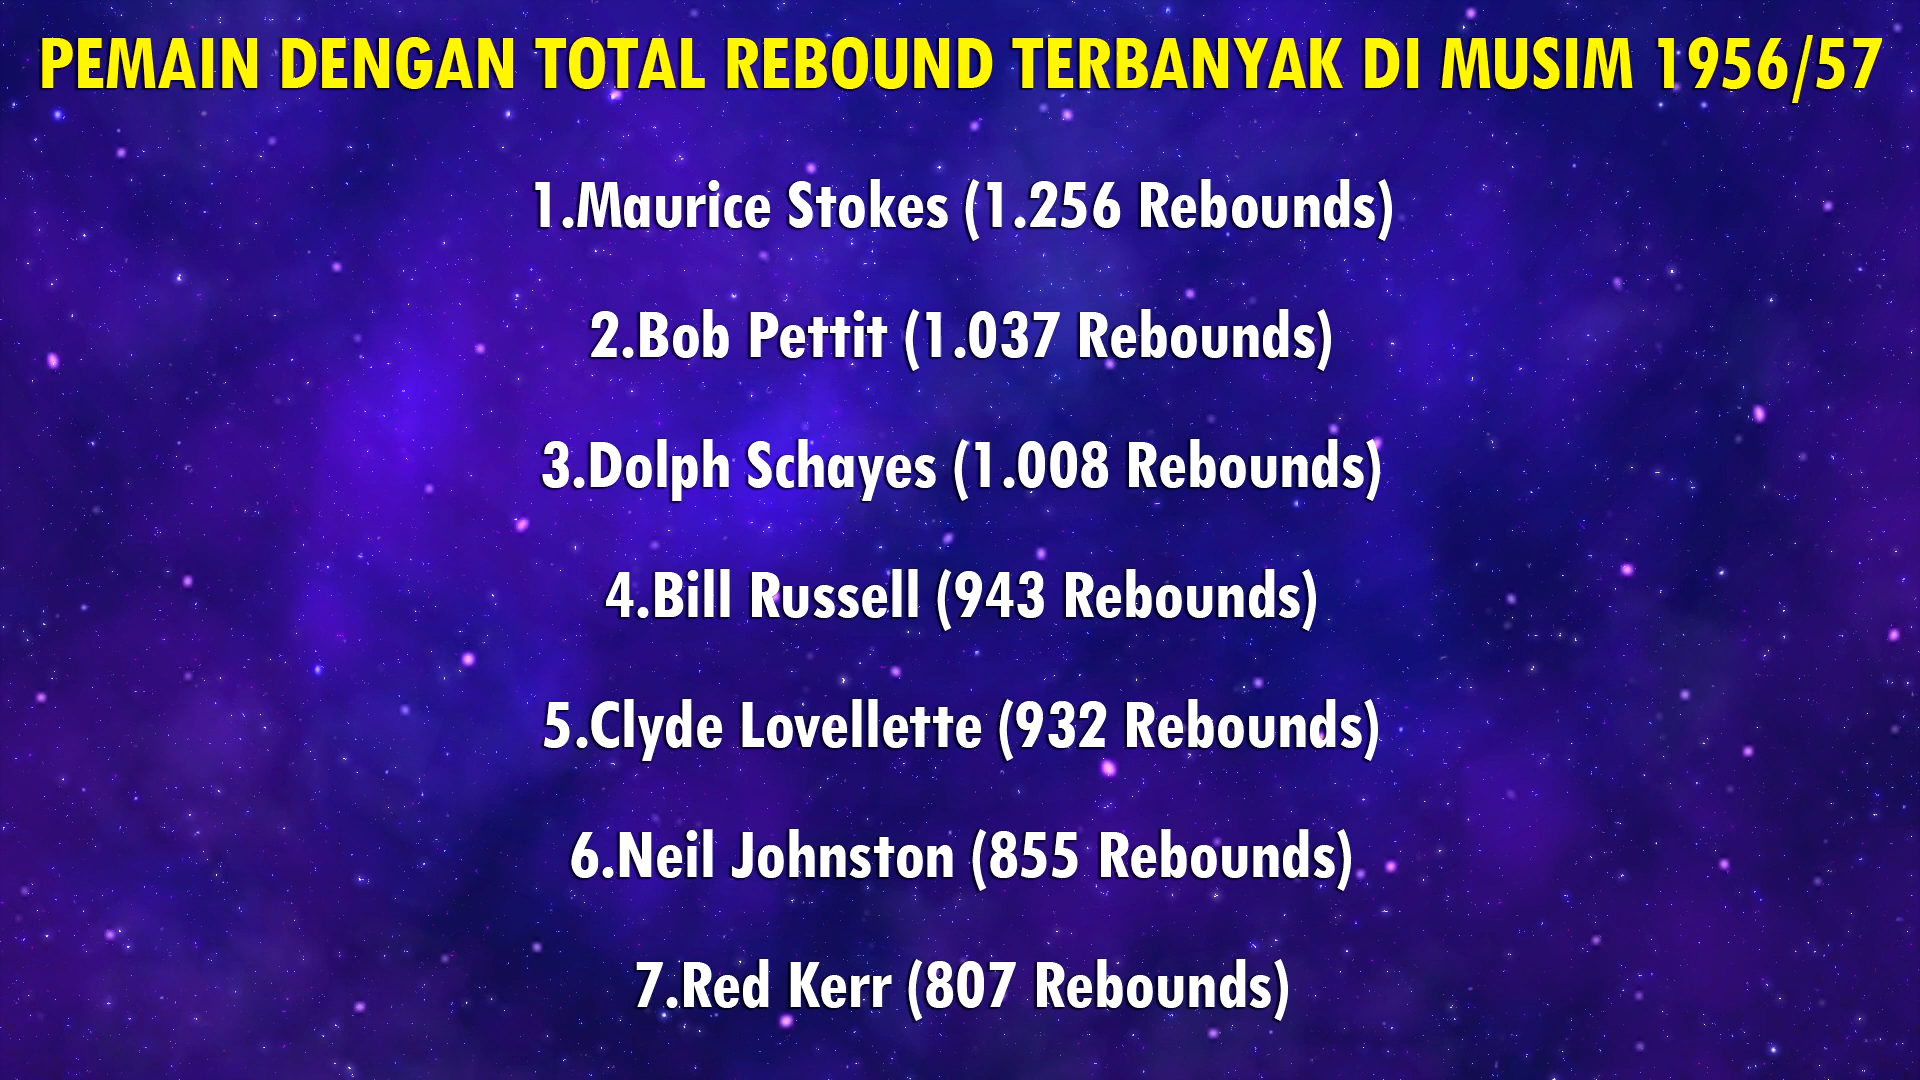 PEMAIN DENGAN TOTAL REBOUND TERBANYAK DI MUSIM 1956/57
1.Maurice Stokes (1.256 Rebounds)
2.Bob Pettit (1.037 Rebounds)
3.Dolph Schayes (1.008 Rebounds)
4.Bill Russell (943 Rebounds)
5.Clyde Lovellette (932 Rebounds)
6.Neil Johnston (855 Rebounds)
7.Red Kerr (807 Rebounds)